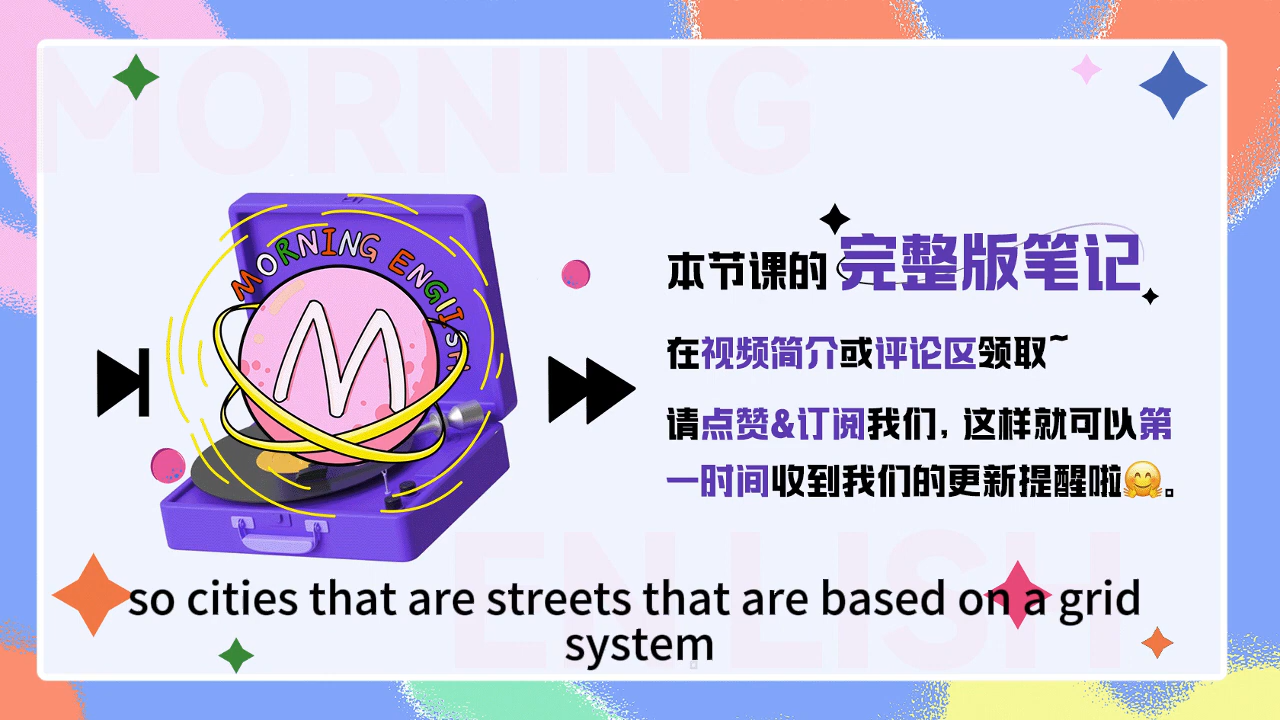 MORNING
MORNING ENGlISH
M
本节课的 完整版笔记
在视频简介或评论区领取~
请点赞&订阅我们，这样就可以第
一时间收到我们的更新提醒啦🤗。
EN LISH
so cities that are streets that are based on a grid
system